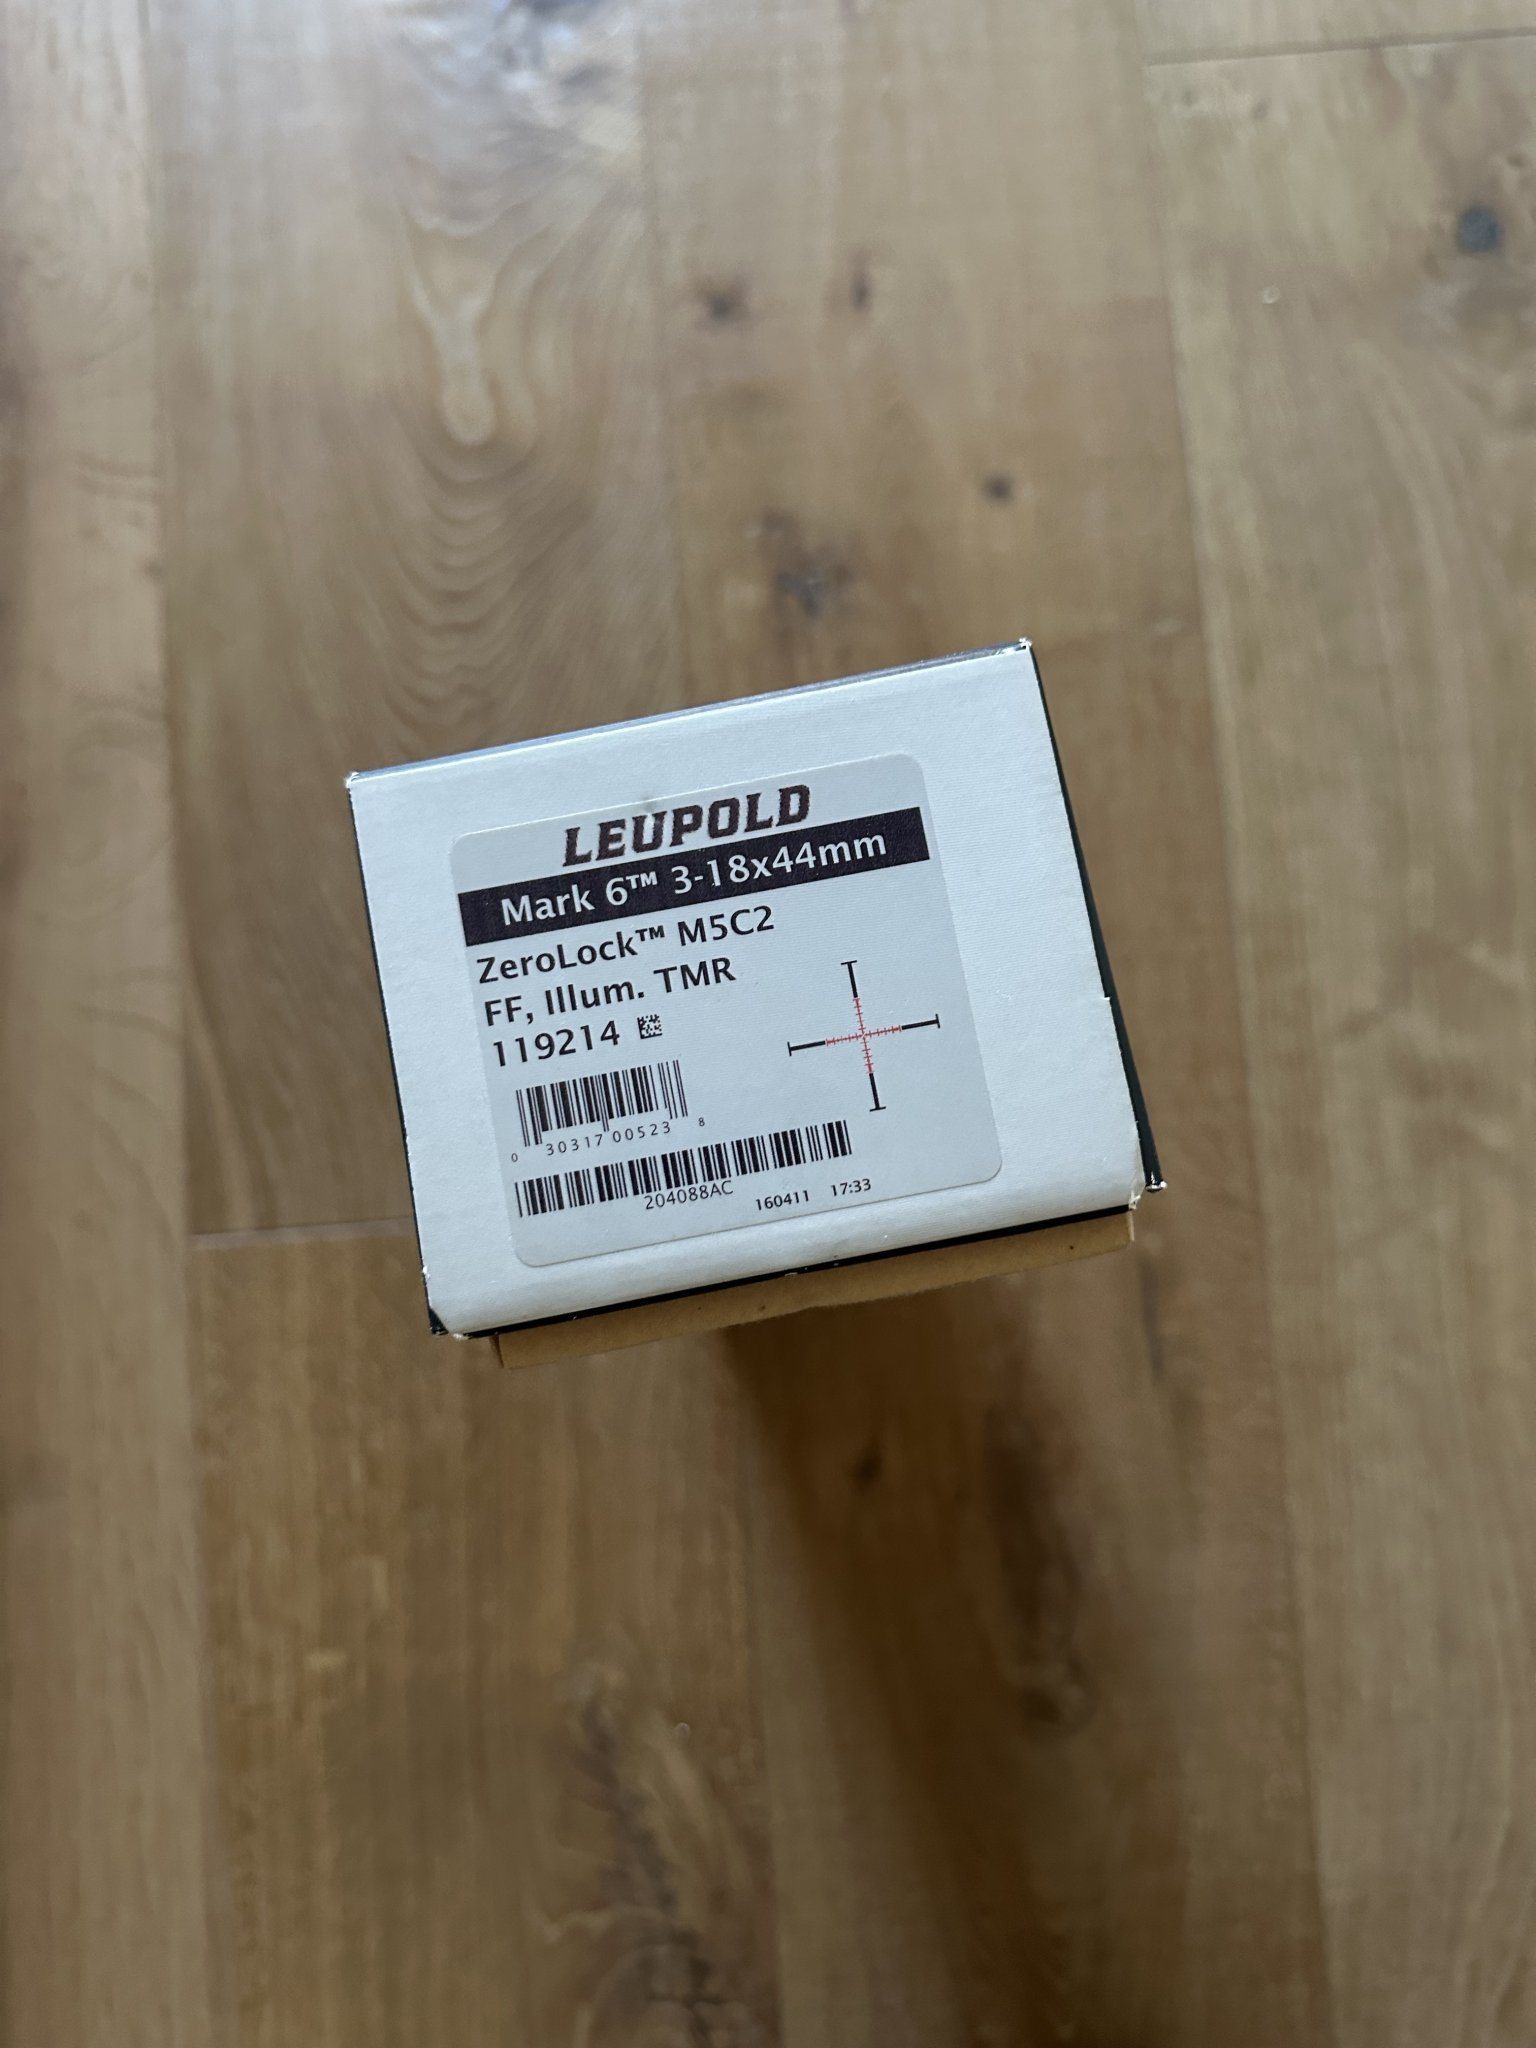 LEUPOLD
Mark 6™ 3-18x44mm
ZeroLock™ M5C2
FF, Illum. TMR
119214
0 30317 00523 8
204088AC
160411 17:33